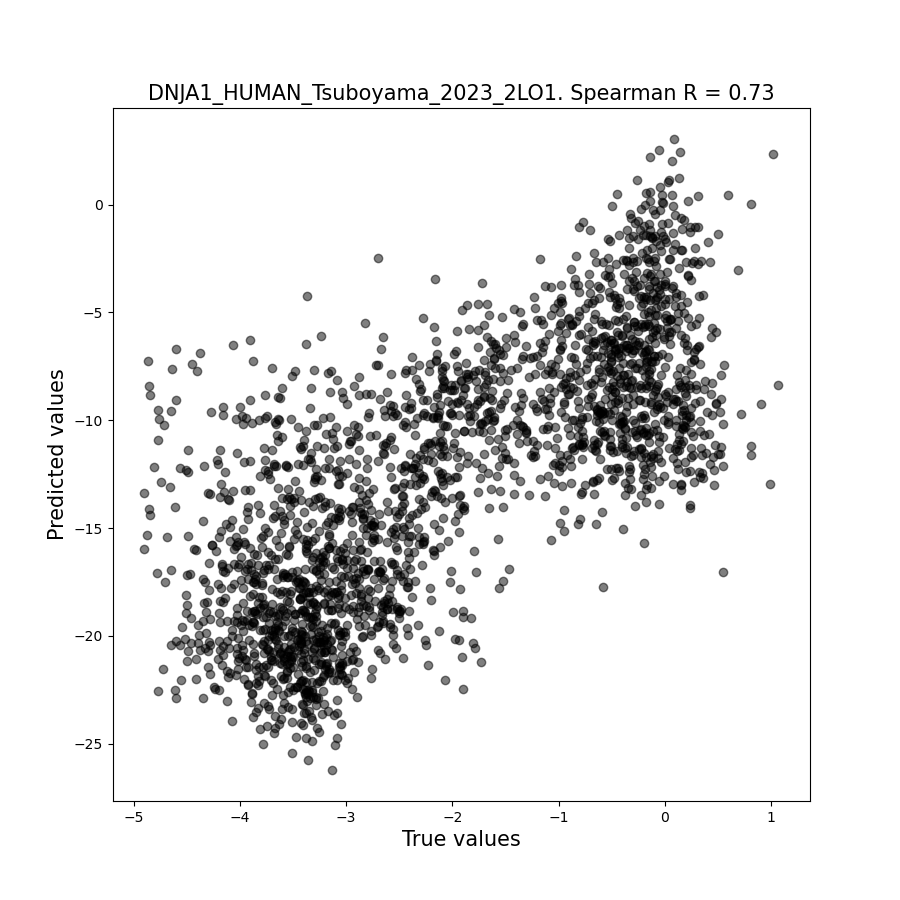 DNJA1_HUMAN_Tsuboyama_2023_2LO1. Spearman R = 0.73
0
−5
−10
−15
−20
−25
Predicted values
−5 −4 −3 −2 −1 0 1
True values